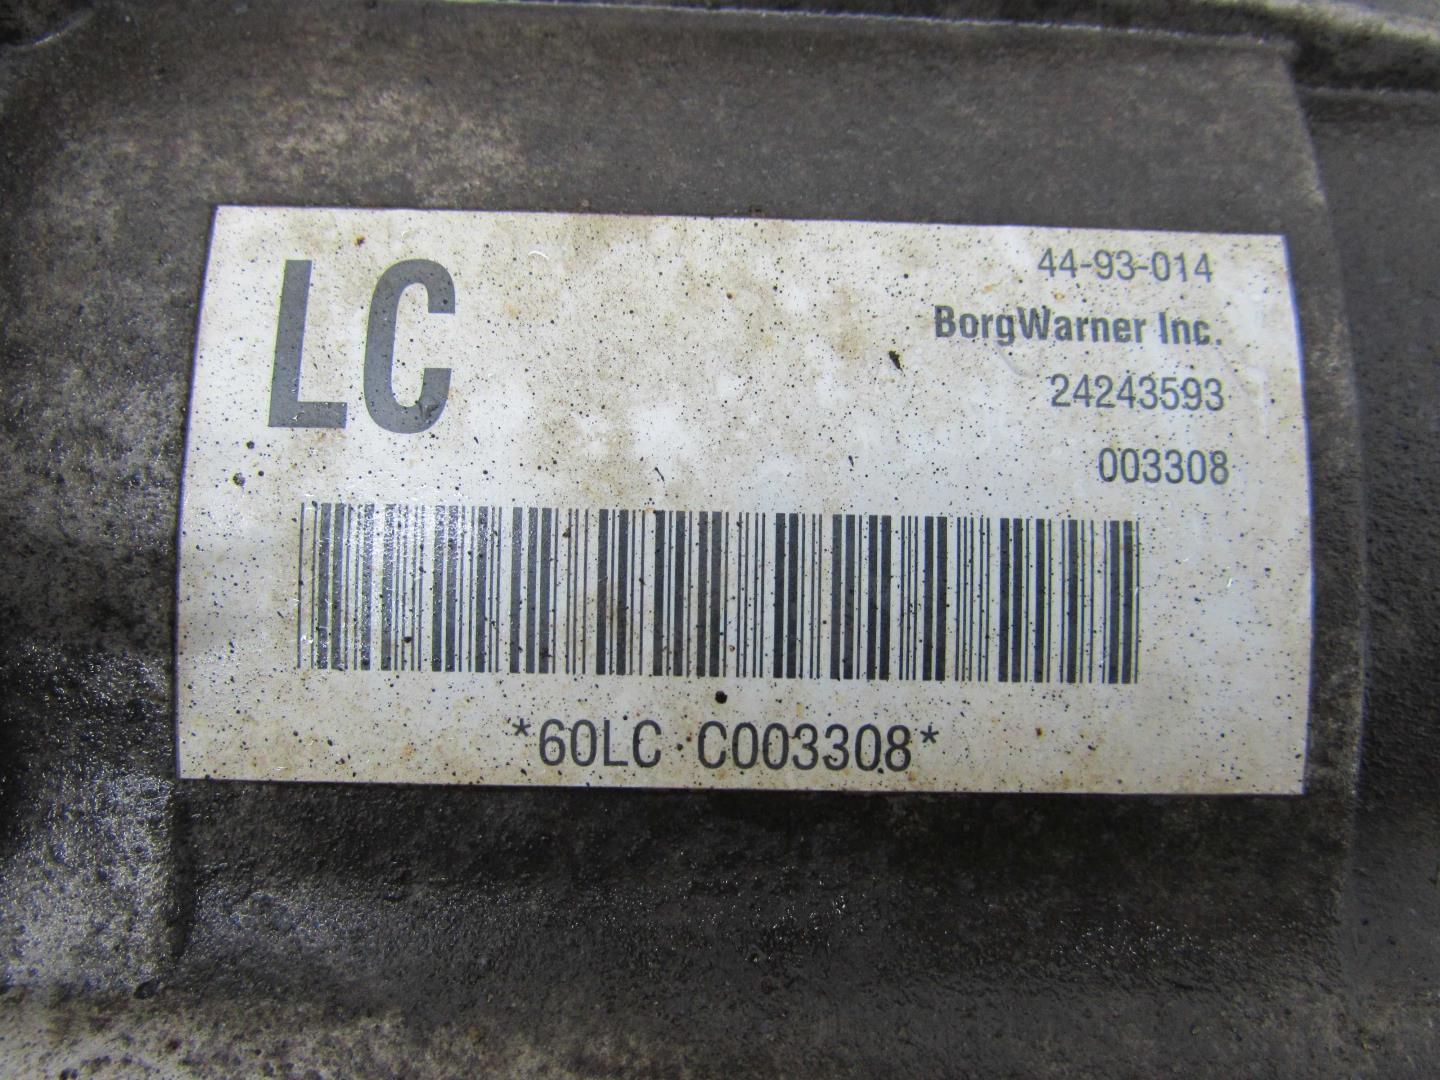 LC
44-93-014
BorgWarner Inc.
24243593
003308
*60LC C003308*